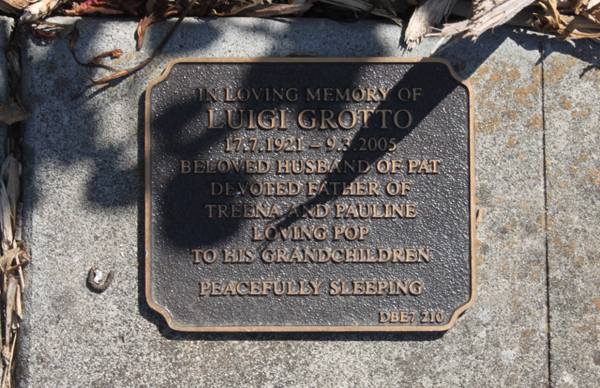 IN LOVING MEMORY OF
LUIGI GROTTO
17.7.1921 – 9.3.2005
BELOVED HUSBAND OF PAT
DEVOTED FATHER OF
TREENA AND PAULINE
LOVING POP
TO HIS GRANDCHILDREN
PEACEFULLY SLEEPING
DBE7 210